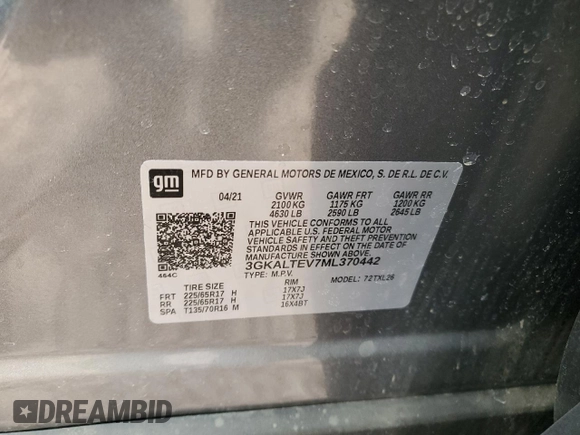 gm
MFD BY GENERAL MOTORS DE MEXICO, S. DE R.L. DE C.V.
04/21 GVWR GAWR FRT GAWR RR
2100 KG 1175 KG 1200 KG
4630 LB 2590 LB 2645 LB
THIS VEHICLE CONFORMS TO ALL APPLICABLE
U.S. FEDERAL MOTOR
VEHICLE SAFETY AND THEFT PREVENTION
STANDARDS IN EFFECT ON THE DATE OF
MANUFACTURE SHOWN ABOVE.
3GKALTEV7ML370442
TYPE: M.P.V. MODEL: 72TXL26
484C
TIRE SIZE RIM
FRT 225/65R17 H 17X7J
RR 225/65R17 H 17X7J
SPA T135/70R16 M 16X4BT
DREAMBID